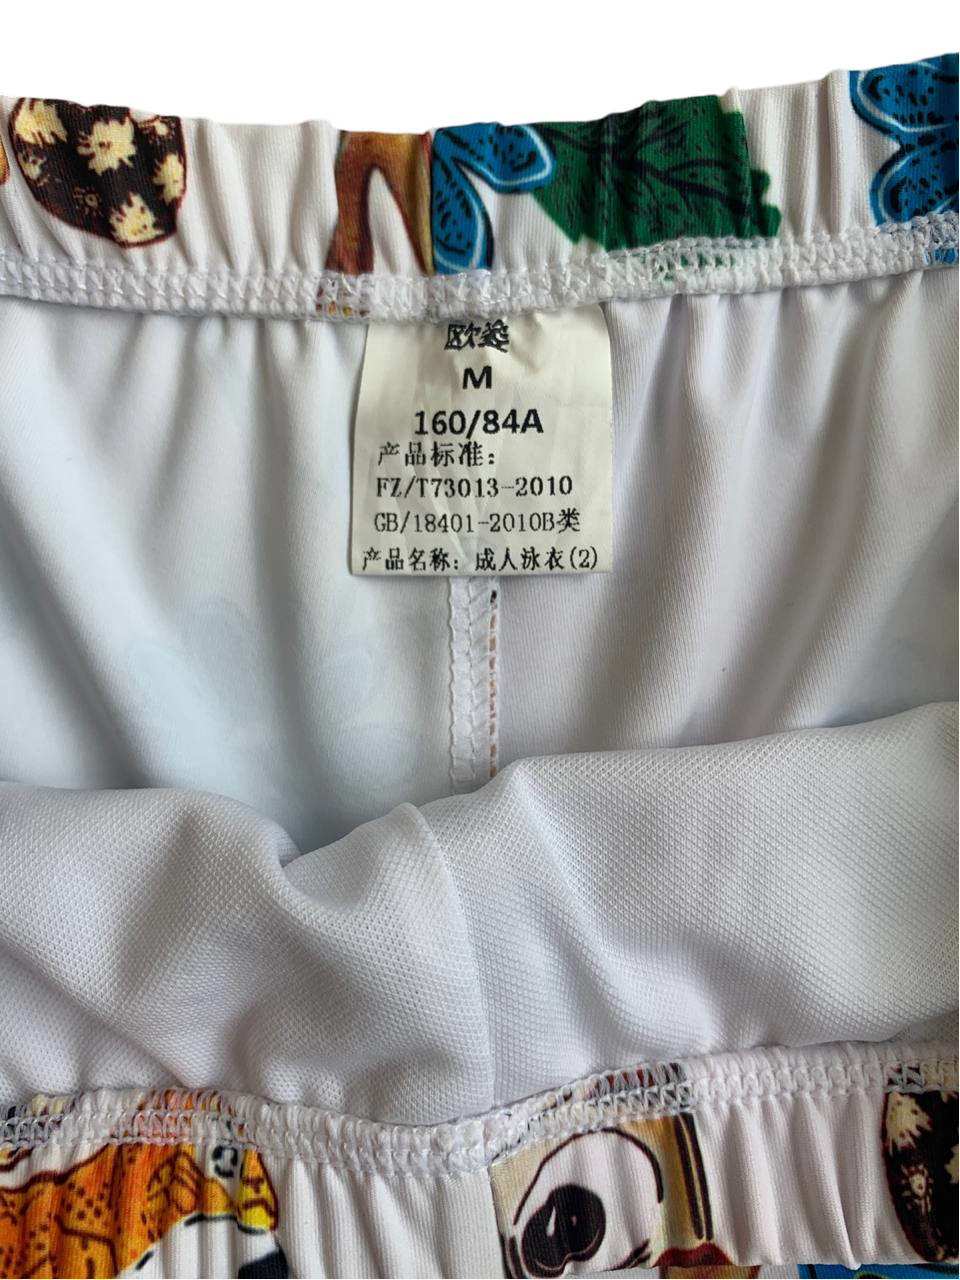 欧姿
M
160/84A
产品标准：
FZ/T73013-2010
GB/18401-2010B类
产品名称：成人泳衣(2)